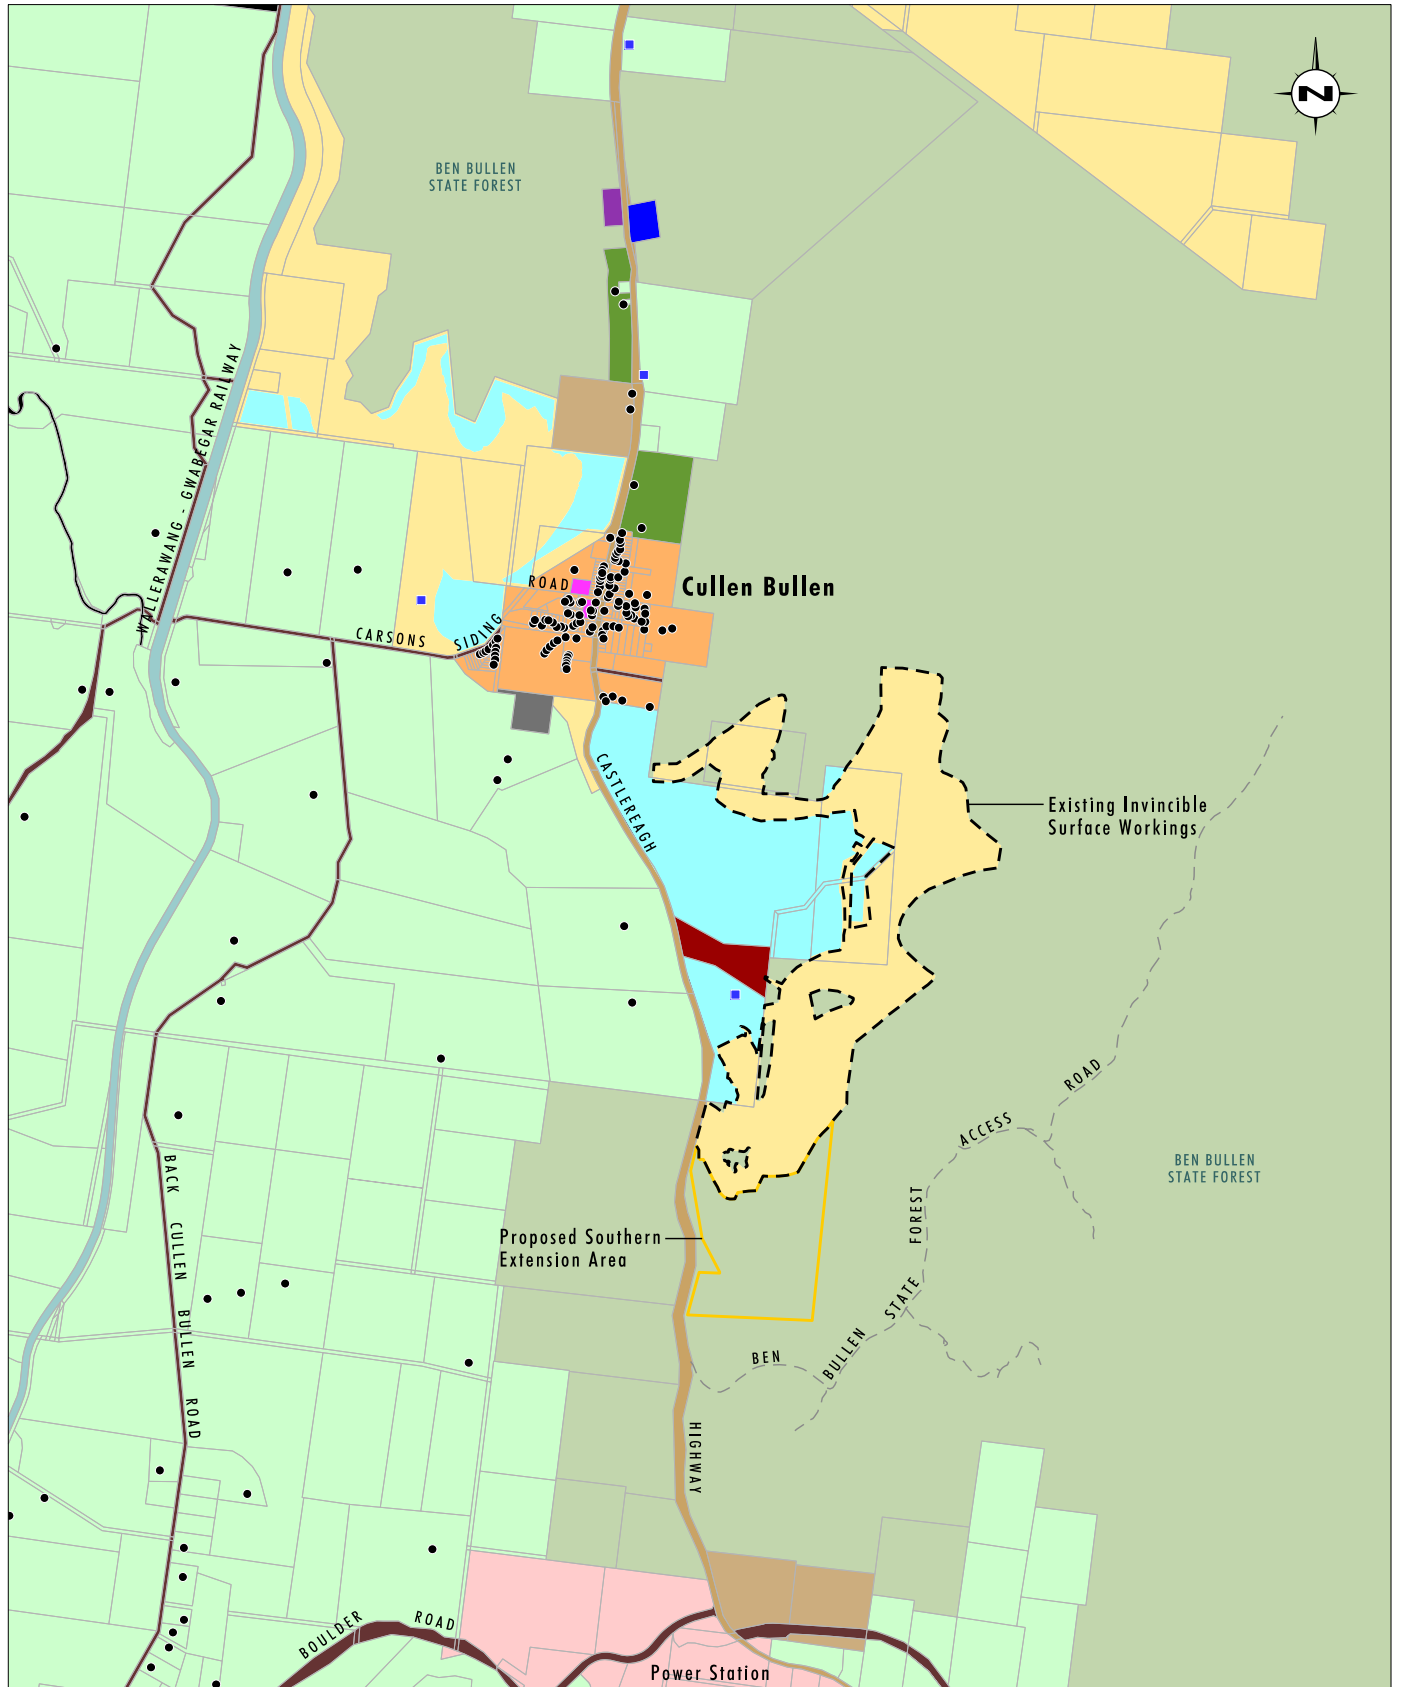 N
BEN BULLEN
STATE FOREST
WALLERAWANG - GWABEGAR RAILWAY
Cullen Bullen
CARSONS SIDING ROAD
CASTLEREAGH
Existing Invincible
Surface Workings
BEN BULLEN
STATE FOREST
BACK CULLEN BULLEN ROAD
Proposed Southern
Extension Area
BEN BULLEN STATE FOREST ACCESS ROAD
HIGHWAY
BOULDER ROAD
Power Station